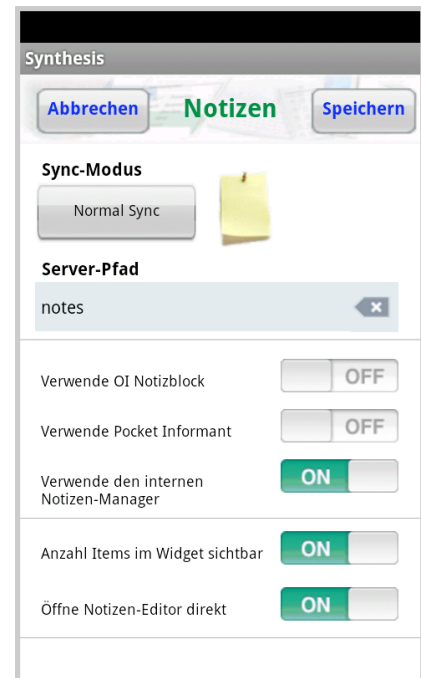 Synthesis
Abbrechen Notizen Speichern
Sync-Modus
Normal Sync
Server-Pfad
notes
Verwende OI Notizblock OFF
Verwende Pocket Informant OFF
Verwende den internen
Notizen-Manager ON
Anzahl Items im Widget sichtbar ON
Öffne Notizen-Editor direkt ON